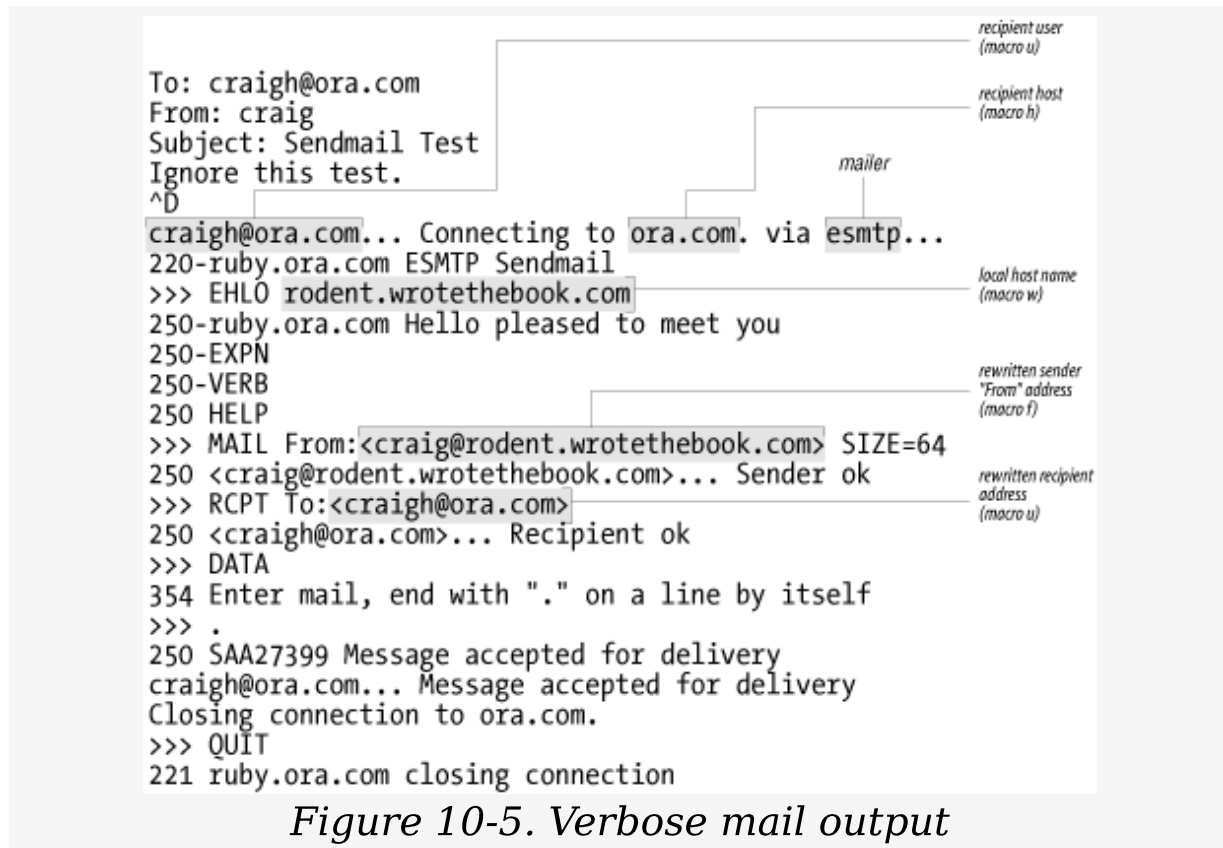 recipient user
(macro u)
To: craigh@ora.com
From: craig
recipient host
(macro h)
Subject: Sendmail Test
Ignore this test.
mailer
^D
craigh@ora.com... Connecting to ora.com. via esmtp...
220-ruby.ora.com ESMTP Sendmail
>>> EHLO rodent.wrotethebook.com
local host name
(macro w)
250-ruby.ora.com Hello pleased to meet you
250-EXPN
250-VERB
250 HELP
rewritten sender
"From" address
(macro f)
>>> MAIL From:<craig@rodent.wrotethebook.com> SIZE=64
250 <craig@rodent.wrotethebook.com>... Sender ok
>>> RCPT To:<craigh@ora.com>
rewritten recipient
address
(macro u)
250 <craigh@ora.com>... Recipient ok
>>> DATA
354 Enter mail, end with "." on a line by itself
>>> .
250 SAA27399 Message accepted for delivery
craigh@ora.com... Message accepted for delivery
Closing connection to ora.com.
>>> QUIT
221 ruby.ora.com closing connection
Figure 10-5. Verbose mail output